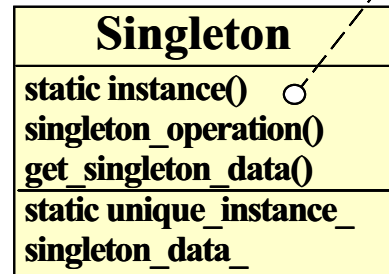 Singleton
static instance()
singleton_operation()
get_singleton_data()
static unique_instance_
singleton_data_